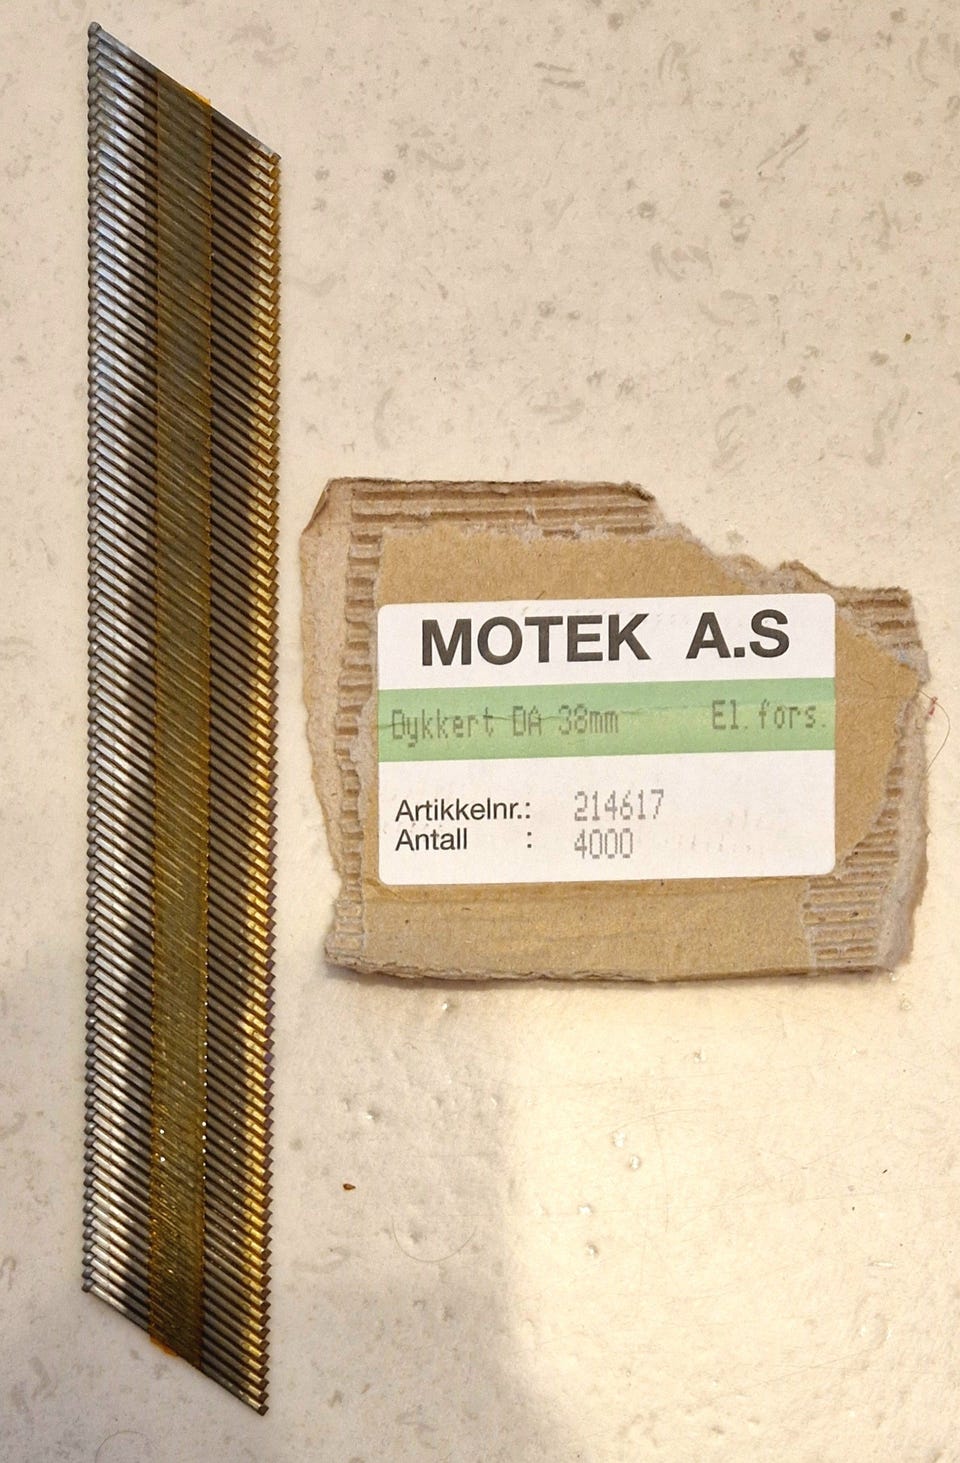 MOTEK A.S
Dykkert DA 38mm El.fors.
Artikkelnr.: 214617
Antall : 4000